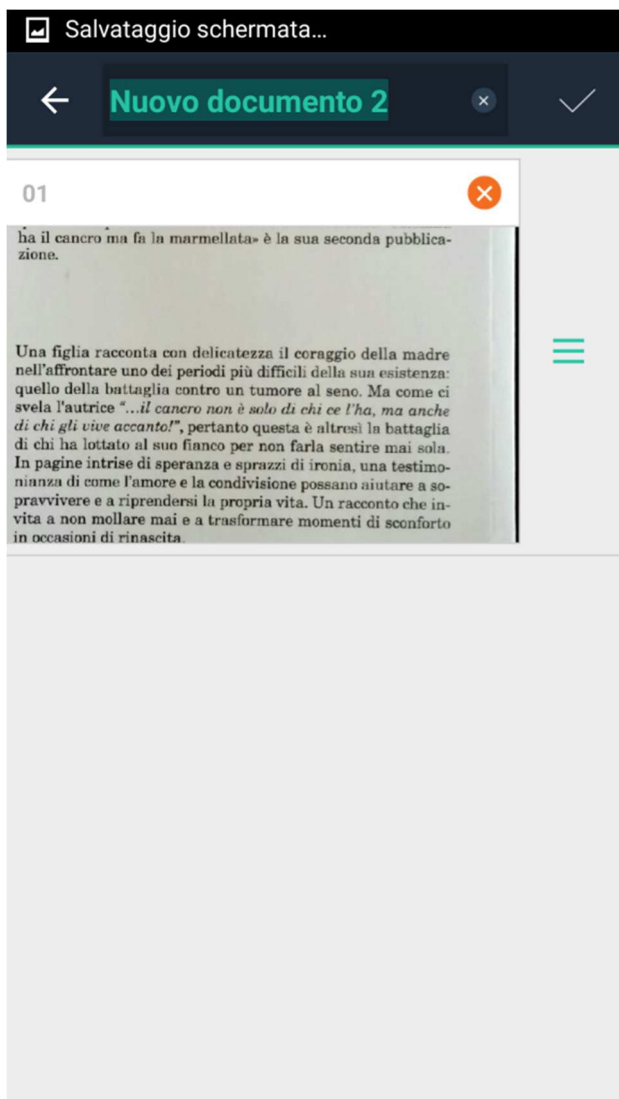 Salvataggio schermata...
Nuovo documento 2
01
ha il cancro ma fa la marmellata» è la sua seconda pubblica-
zione.
Una figlia racconta con delicatezza il coraggio della madre
nell'affrontare uno dei periodi più difficili della sua esistenza:
quello della battaglia contro un tumore al seno. Ma come ci
svela l'autrice "...il cancro non è solo di chi ce l'ha, ma anche
di chi gli vive accanto!", pertanto questa è altresì la battaglia
di chi ha lottato al suo fianco per non farla sentire mai sola.
In pagine intrise di speranza e sprazzi di ironia, una testimo-
nianza di come l'amore e la condivisione possano aiutare a so-
pravvivere e a riprendersi la propria vita. Un racconto che in-
vita a non mollare mai e a trasformare momenti di sconforto
in occasioni di rinascita.